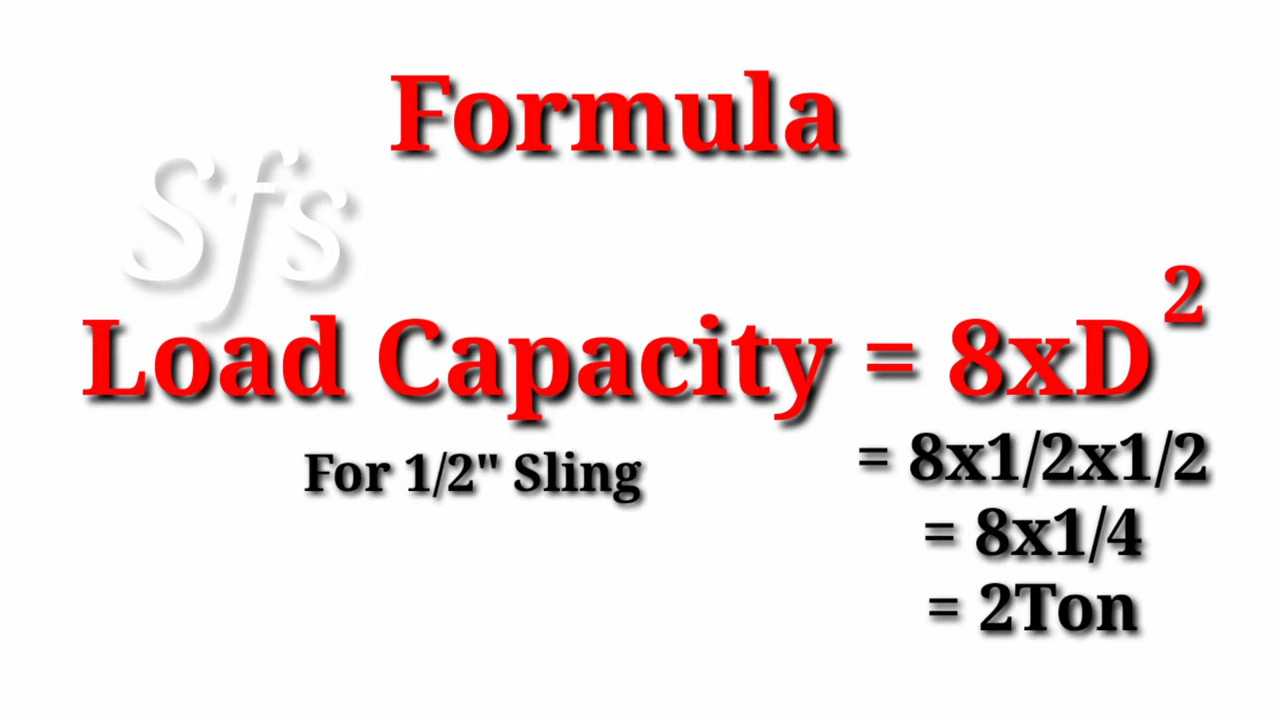 Formula
Sfs
Load Capacity = 8xD²
For 1/2" Sling
= 8x1/2x1/2
= 8x1/4
= 2Ton